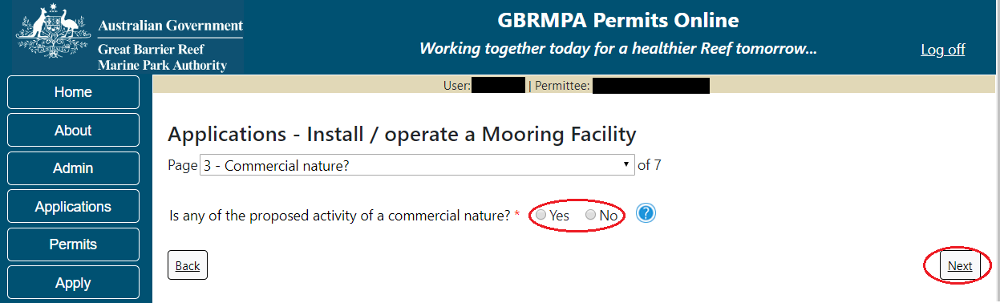 Australian Government
Great Barrier Reef
Marine Park Authority
GBRMPA Permits Online
Working together today for a healthier Reef tomorrow...
Log off
Home
About
Admin
Applications
Permits
Apply
User: | Permittee:
Applications - Install / operate a Mooring Facility
Page 3 - Commercial nature? of 7
Is any of the proposed activity of a commercial nature? * Yes No ?
Back Next